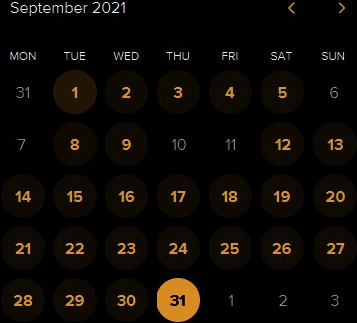 September 2021
MON TUE WED THU FRI SAT SUN
31 1 2 3 4 5 6
7 8 9 10 11 12 13
14 15 16 17 18 19 20
21 22 23 24 25 26 27
28 29 30 31 1 2 3